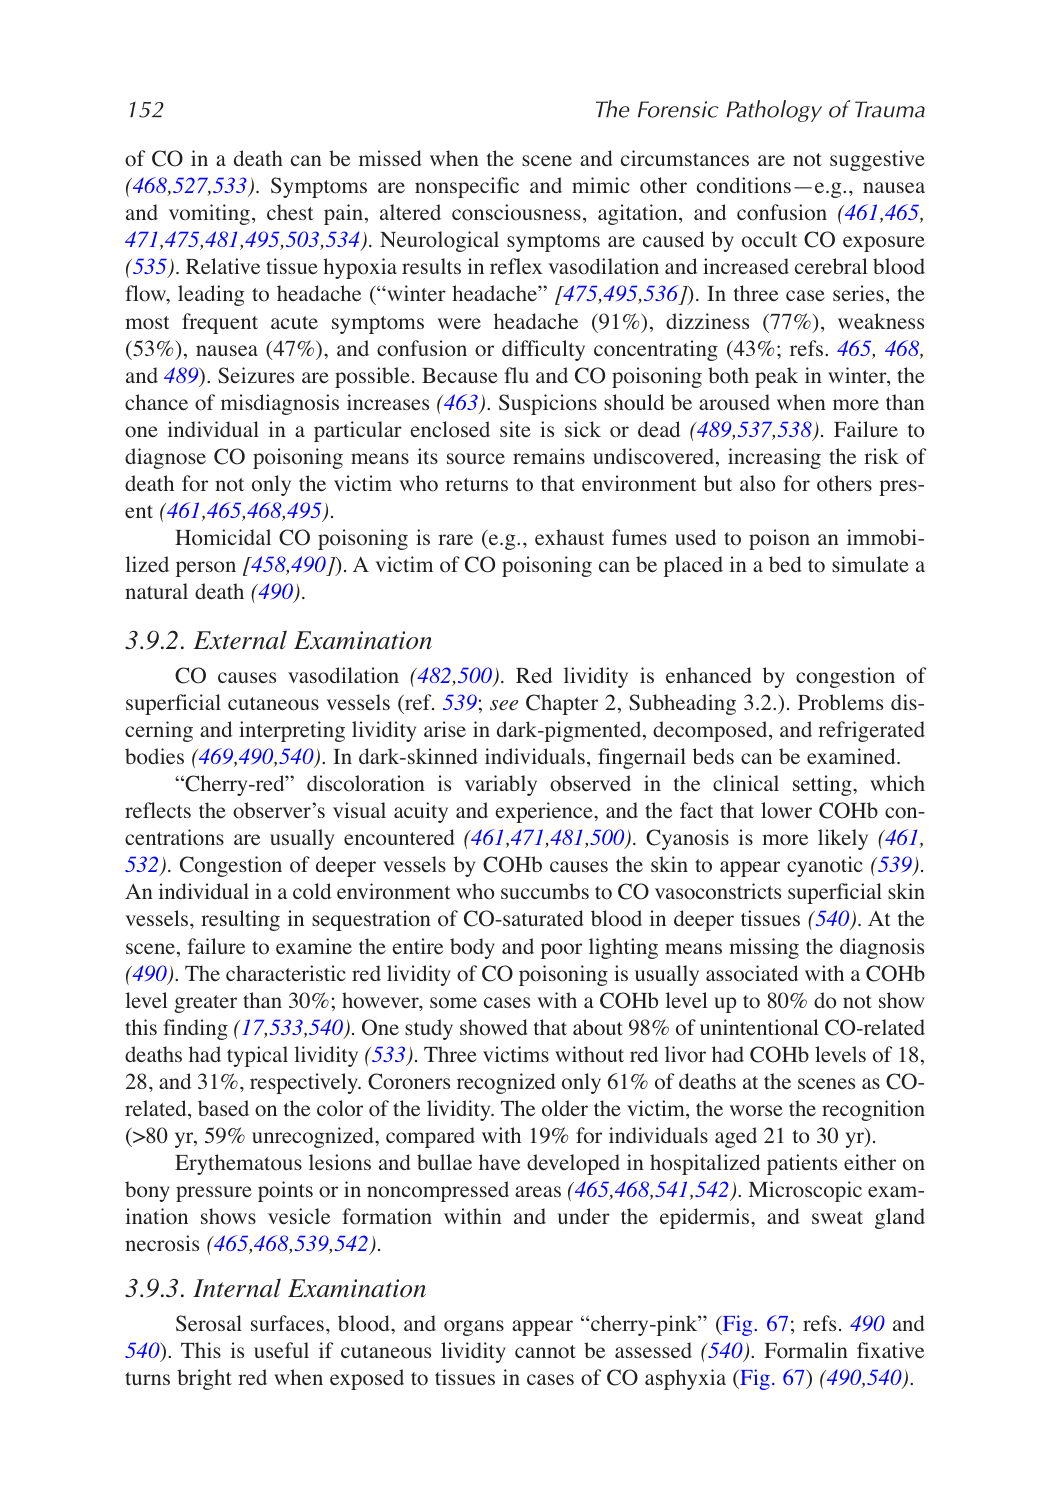 152
The Forensic Pathology of Trauma
of CO in a death can be missed when the scene and circumstances are not suggestive
(468,527,533). Symptoms are nonspecific and mimic other conditions—e.g., nausea
and vomiting, chest pain, altered consciousness, agitation, and confusion (461,465,
471,475,481,495,503,534). Neurological symptoms are caused by occult CO exposure
(535). Relative tissue hypoxia results in reflex vasodilation and increased cerebral blood
flow, leading to headache (“winter headache” [475,495,536]). In three case series, the
most frequent acute symptoms were headache (91%), dizziness (77%), weakness
(53%), nausea (47%), and confusion or difficulty concentrating (43%; refs. 465, 468,
and 489). Seizures are possible. Because flu and CO poisoning both peak in winter, the
chance of misdiagnosis increases (463). Suspicions should be aroused when more than
one individual in a particular enclosed site is sick or dead (489,537,538). Failure to
diagnose CO poisoning means its source remains undiscovered, increasing the risk of
death for not only the victim who returns to that environment but also for others pres-
ent (461,465,468,495).
Homicidal CO poisoning is rare (e.g., exhaust fumes used to poison an immobi-
lized person [458,490]). A victim of CO poisoning can be placed in a bed to simulate a
natural death (490).
3.9.2. External Examination
CO causes vasodilation (482,500). Red lividity is enhanced by congestion of
superficial cutaneous vessels (ref. 539; see Chapter 2, Subheading 3.2.). Problems dis-
cerning and interpreting lividity arise in dark-pigmented, decomposed, and refrigerated
bodies (469,490,540). In dark-skinned individuals, fingernail beds can be examined.
“Cherry-red” discoloration is variably observed in the clinical setting, which
reflects the observer’s visual acuity and experience, and the fact that lower COHb con-
centrations are usually encountered (461,471,481,500). Cyanosis is more likely (461,
532). Congestion of deeper vessels by COHb causes the skin to appear cyanotic (539).
An individual in a cold environment who succumbs to CO vasoconstricts superficial skin
vessels, resulting in sequestration of CO-saturated blood in deeper tissues (540). At the
scene, failure to examine the entire body and poor lighting means missing the diagnosis
(490). The characteristic red lividity of CO poisoning is usually associated with a COHb
level greater than 30%; however, some cases with a COHb level up to 80% do not show
this finding (17,533,540). One study showed that about 98% of unintentional CO-related
deaths had typical lividity (533). Three victims without red livor had COHb levels of 18,
28, and 31%, respectively. Coroners recognized only 61% of deaths at the scenes as CO-
related, based on the color of the lividity. The older the victim, the worse the recognition
(>80 yr, 59% unrecognized, compared with 19% for individuals aged 21 to 30 yr).
Erythematous lesions and bullae have developed in hospitalized patients either on
bony pressure points or in noncompressed areas (465,468,541,542). Microscopic exam-
ination shows vesicle formation within and under the epidermis, and sweat gland
necrosis (465,468,539,542).
3.9.3. Internal Examination
Serosal surfaces, blood, and organs appear “cherry-pink” (Fig. 67; refs. 490 and
540). This is useful if cutaneous lividity cannot be assessed (540). Formalin fixative
turns bright red when exposed to tissues in cases of CO asphyxia (Fig. 67) (490,540).